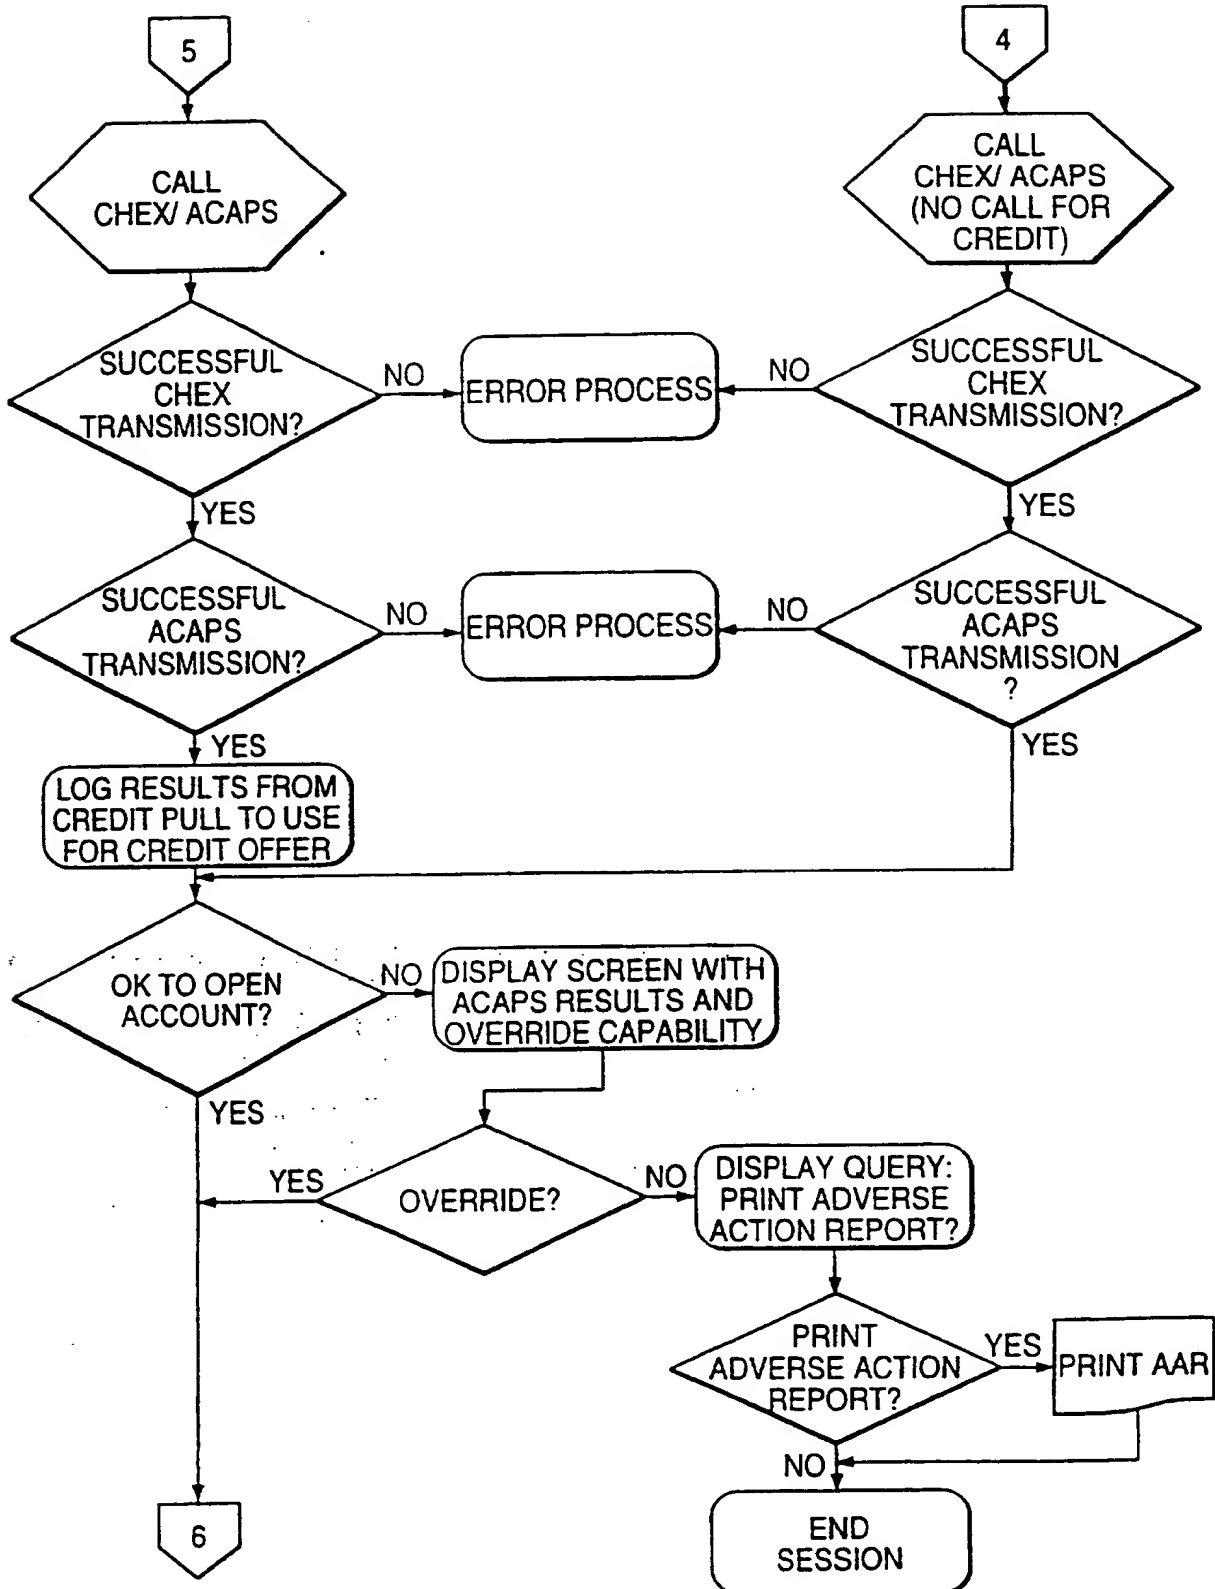 5
4
CALL
CHEX/ ACAPS
CALL
CHEX/ ACAPS
(NO CALL FOR
CREDIT)
SUCCESSFUL
CHEX
TRANSMISSION?
NO
ERROR PROCESS
NO
SUCCESSFUL
CHEX
TRANSMISSION?
YES
YES
SUCCESSFUL
ACAPS
TRANSMISSION?
NO
ERROR PROCESS
NO
SUCCESSFUL
ACAPS
TRANSMISSION
?
YES
YES
LOG RESULTS FROM
CREDIT PULL TO USE
FOR CREDIT OFFER
OK TO OPEN
ACCOUNT?
NO
DISPLAY SCREEN WITH
ACAPS RESULTS AND
OVERRIDE CAPABILITY
YES
YES
OVERRIDE?
NO
DISPLAY QUERY:
PRINT ADVERSE
ACTION REPORT?
PRINT
ADVERSE ACTION
REPORT?
YES
PRINT AAR
NO
6
END
SESSION